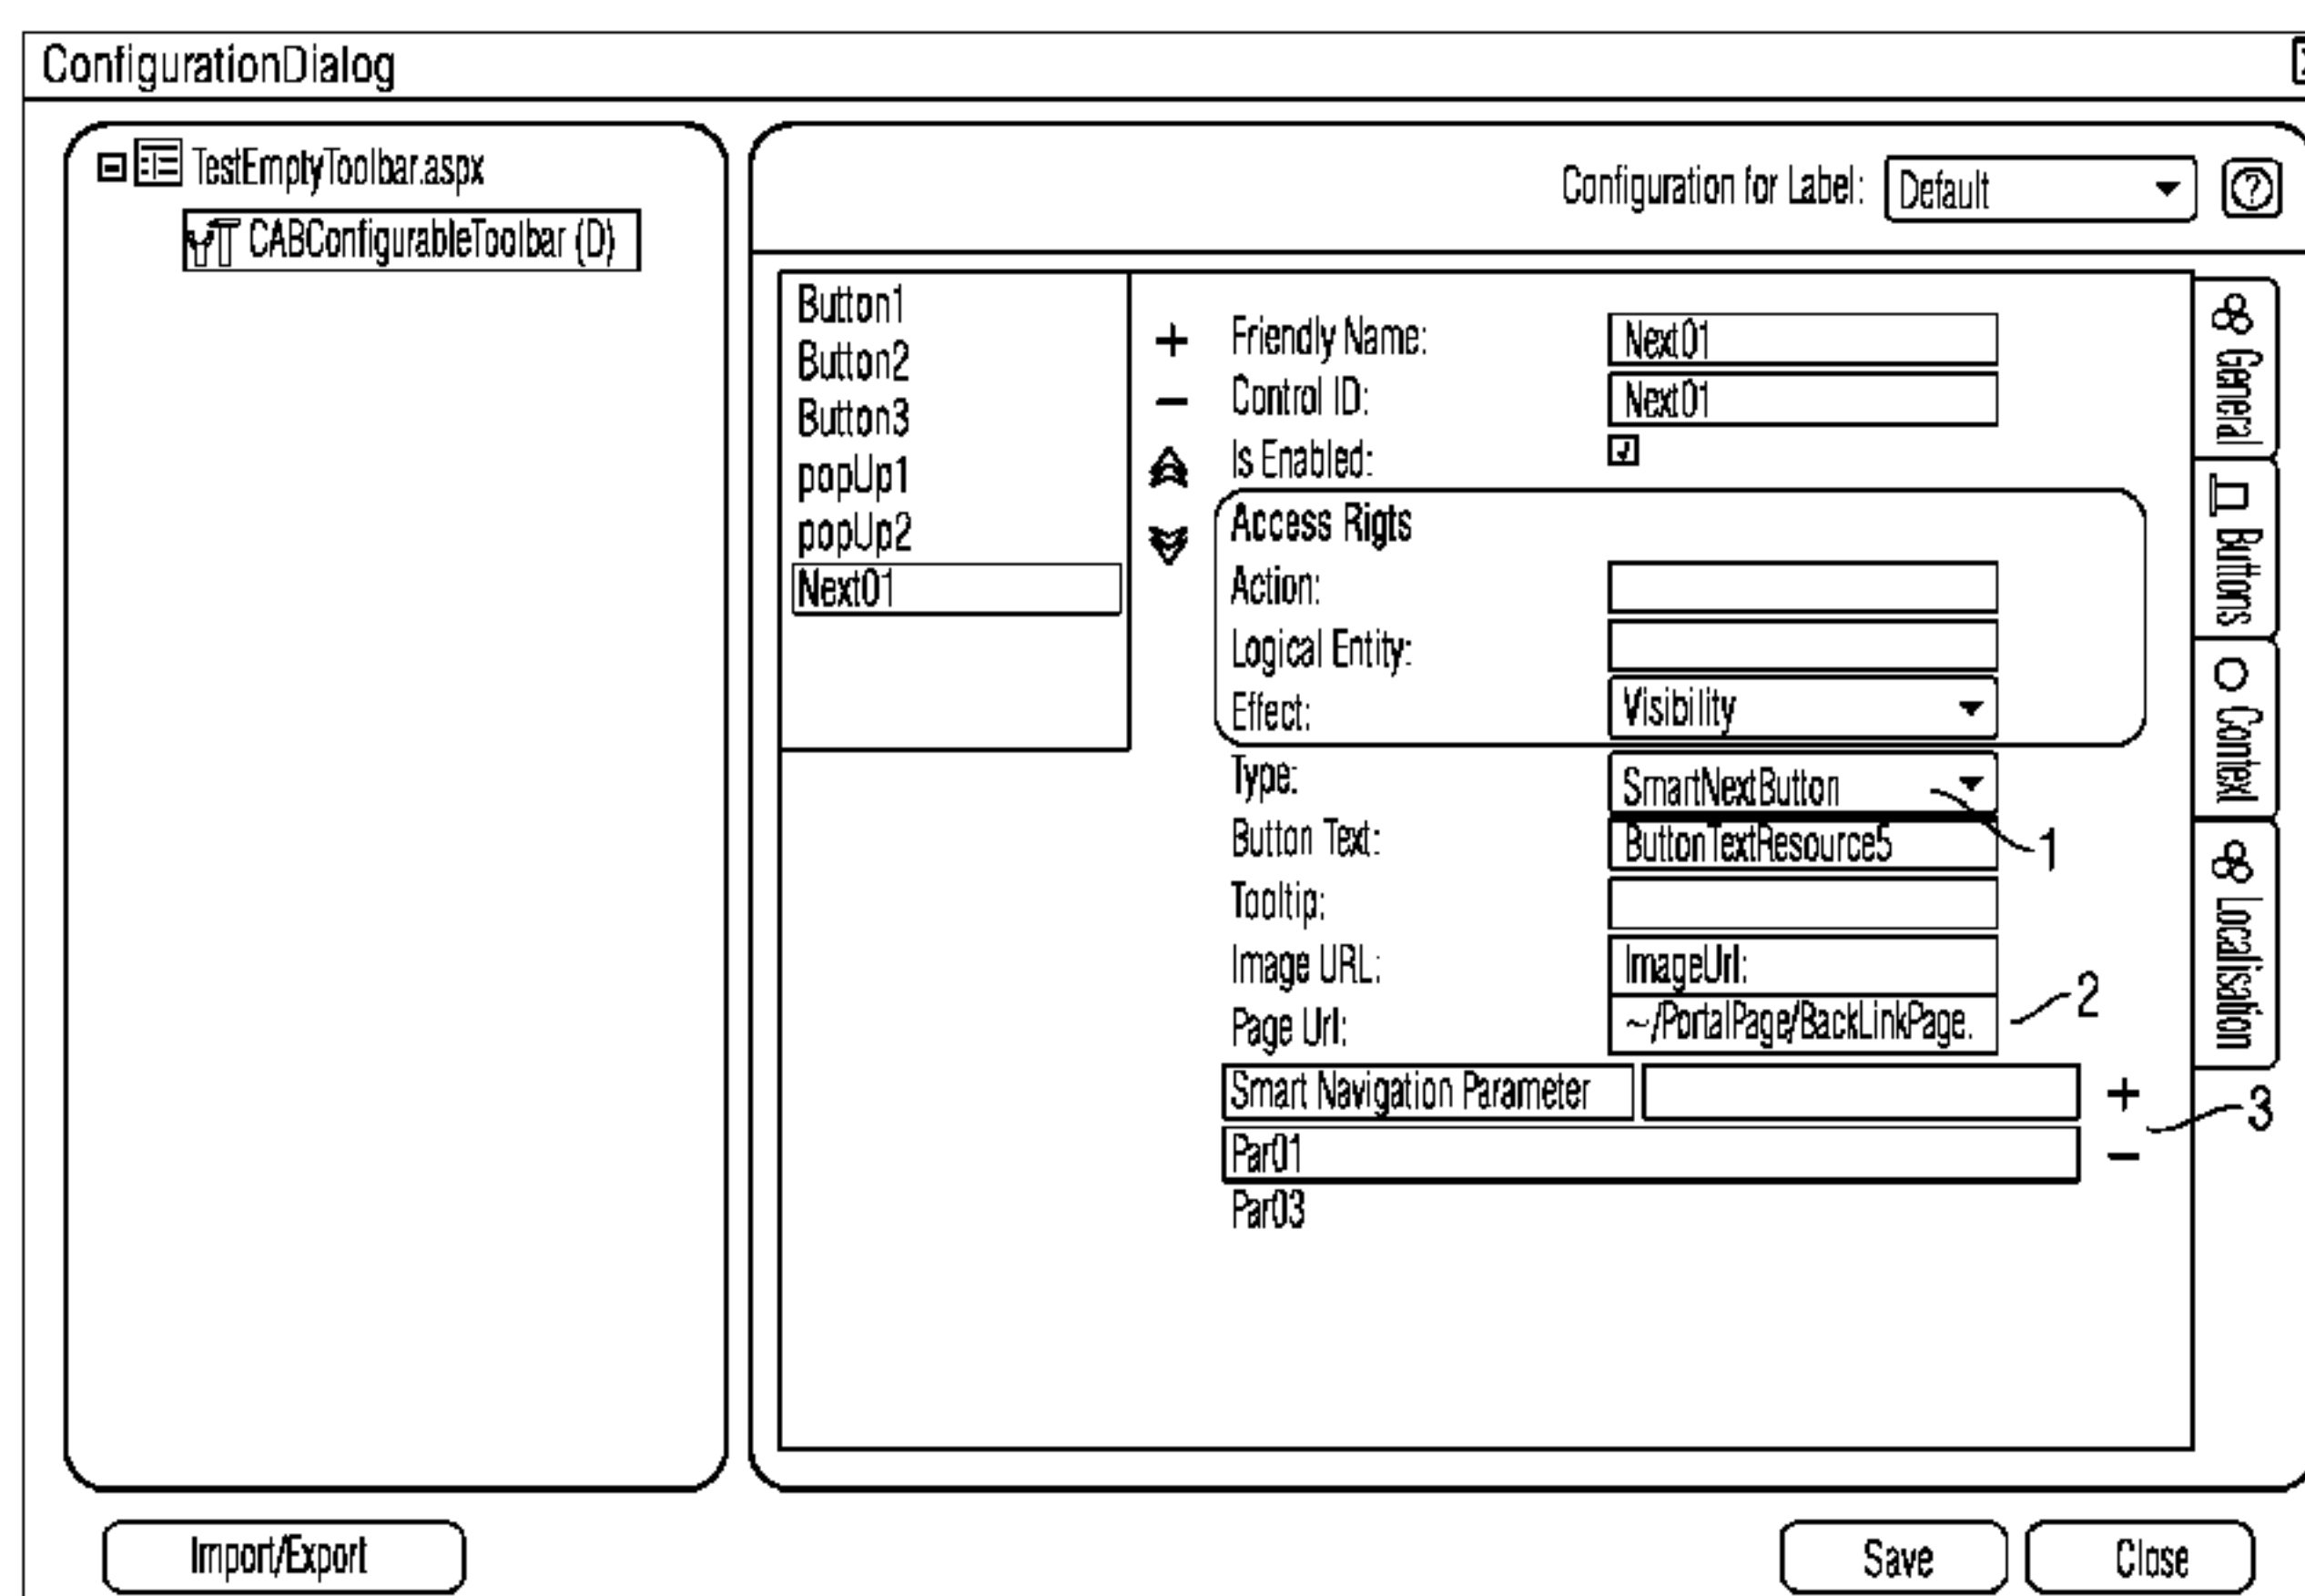 ConfigurationDialog
TestEmptyToolbar.aspx
CABConfigurableToolbar (D)
Configuration for Label: Default
Button1
Button2
Button3
popUp1
popUp2
Next01
+
−
Friendly Name: Next01
Control ID: Next01
Is Enabled:
Access Rigts
Action:
Logical Entity:
Effect: Visibility
Type: SmartNextButton
1
Button Text: ButtonTextResource5
Tooltip:
Image URL: ImageUrl:
Page Url: ~/PortalPage/BackLinkPage.
2
Smart Navigation Parameter
+
3
Par01
−
Par03
General
Buttons
Context
Localisation
Import/Export
Save
Close